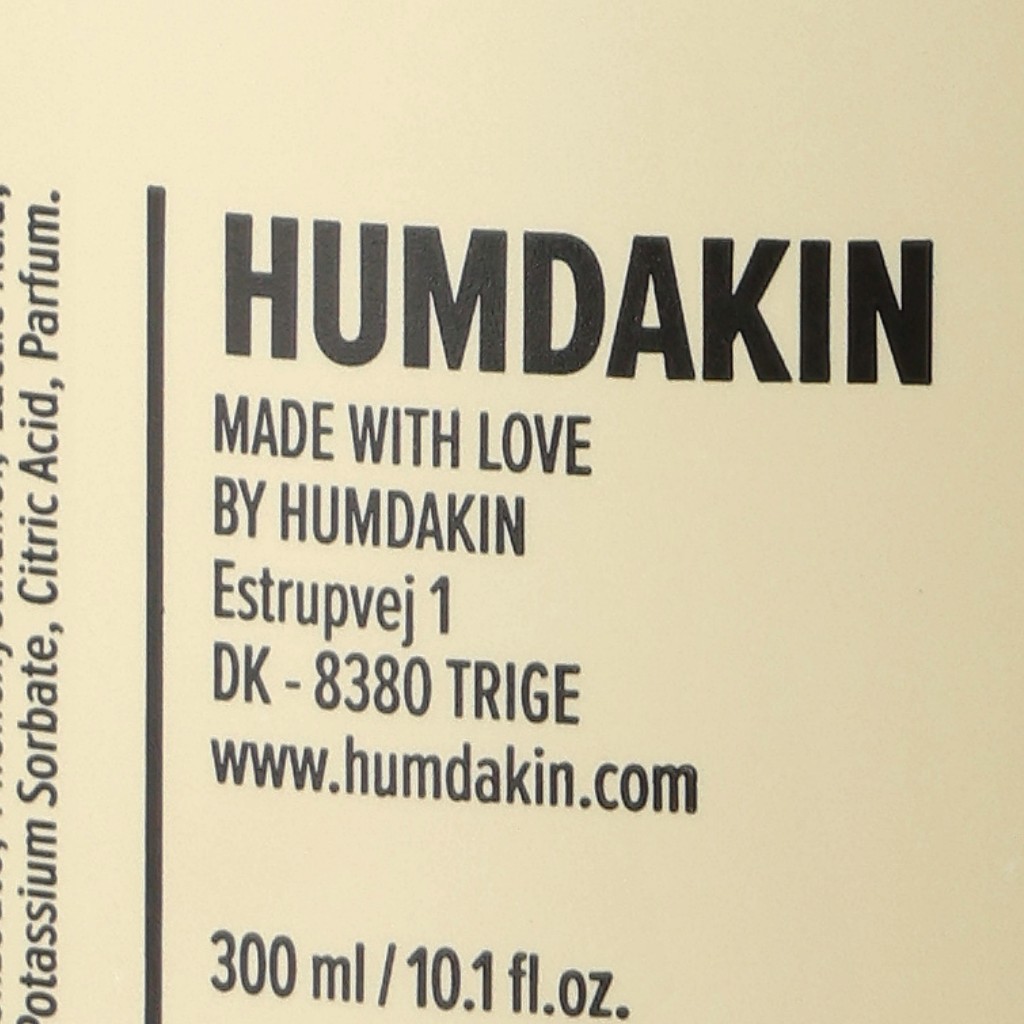 Potassium Sorbate, Citric Acid, Parfum.
HUMDAKIN
MADE WITH LOVE
BY HUMDAKIN
Estrupvej 1
DK - 8380 TRIGE
www.humdakin.com
300 ml / 10.1 fl.oz.